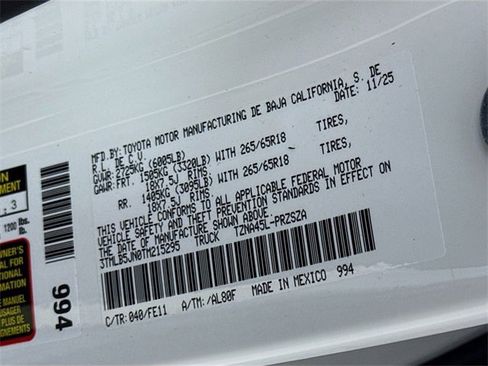 MFD.BY: TOYOTA MOTOR MANUFACTURING DE BAJA CALIFORNIA, S. DE
R.L. DE C.V. DATE: 11/25
GVWR: 2725KG (6005LB)
GAWR: FRT. 1505KG (3320LB) WITH 265/65R18 TIRES,
18X7.5J RIMS,
RR. 1405KG (3095LB) WITH 265/65R18 TIRES,
18X7.5J RIMS
THIS VEHICLE CONFORMS TO ALL APPLICABLE FEDERAL MOTOR
VEHICLE SAFETY AND THEFT PREVENTION STANDARDS IN EFFECT ON
THE DATE OF MANUFACTURE SHOWN ABOVE.
3TMLB5JN0TM215295 TRUCK TZNA45L-PRZSZA
C/TR: 040/FE11 A/TM: /AL80F MADE IN MEXICO 994
994
1200 lbs.